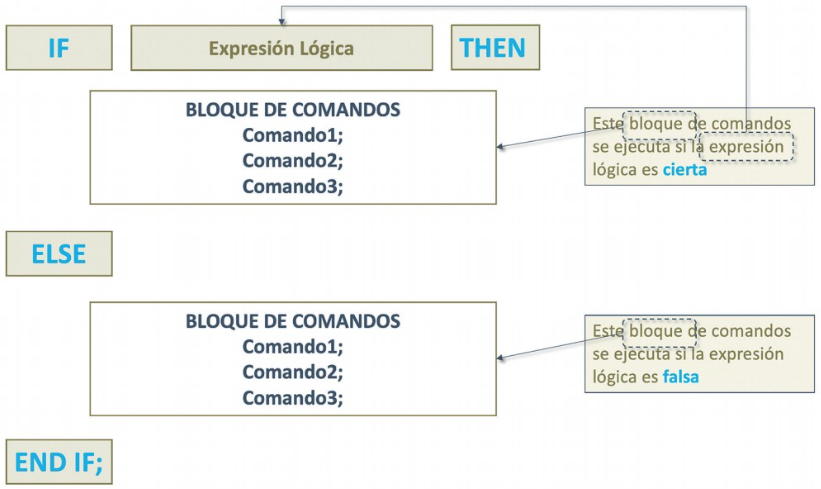 IF Expresión Lógica THEN
BLOQUE DE COMANDOS
Comando1;
Comando2;
Comando3;
Este bloque de comandos
se ejecuta si la expresión
lógica es cierta
ELSE
BLOQUE DE COMANDOS
Comando1;
Comando2;
Comando3;
Este bloque de comandos
se ejecuta si la expresión
lógica es falsa
END IF;